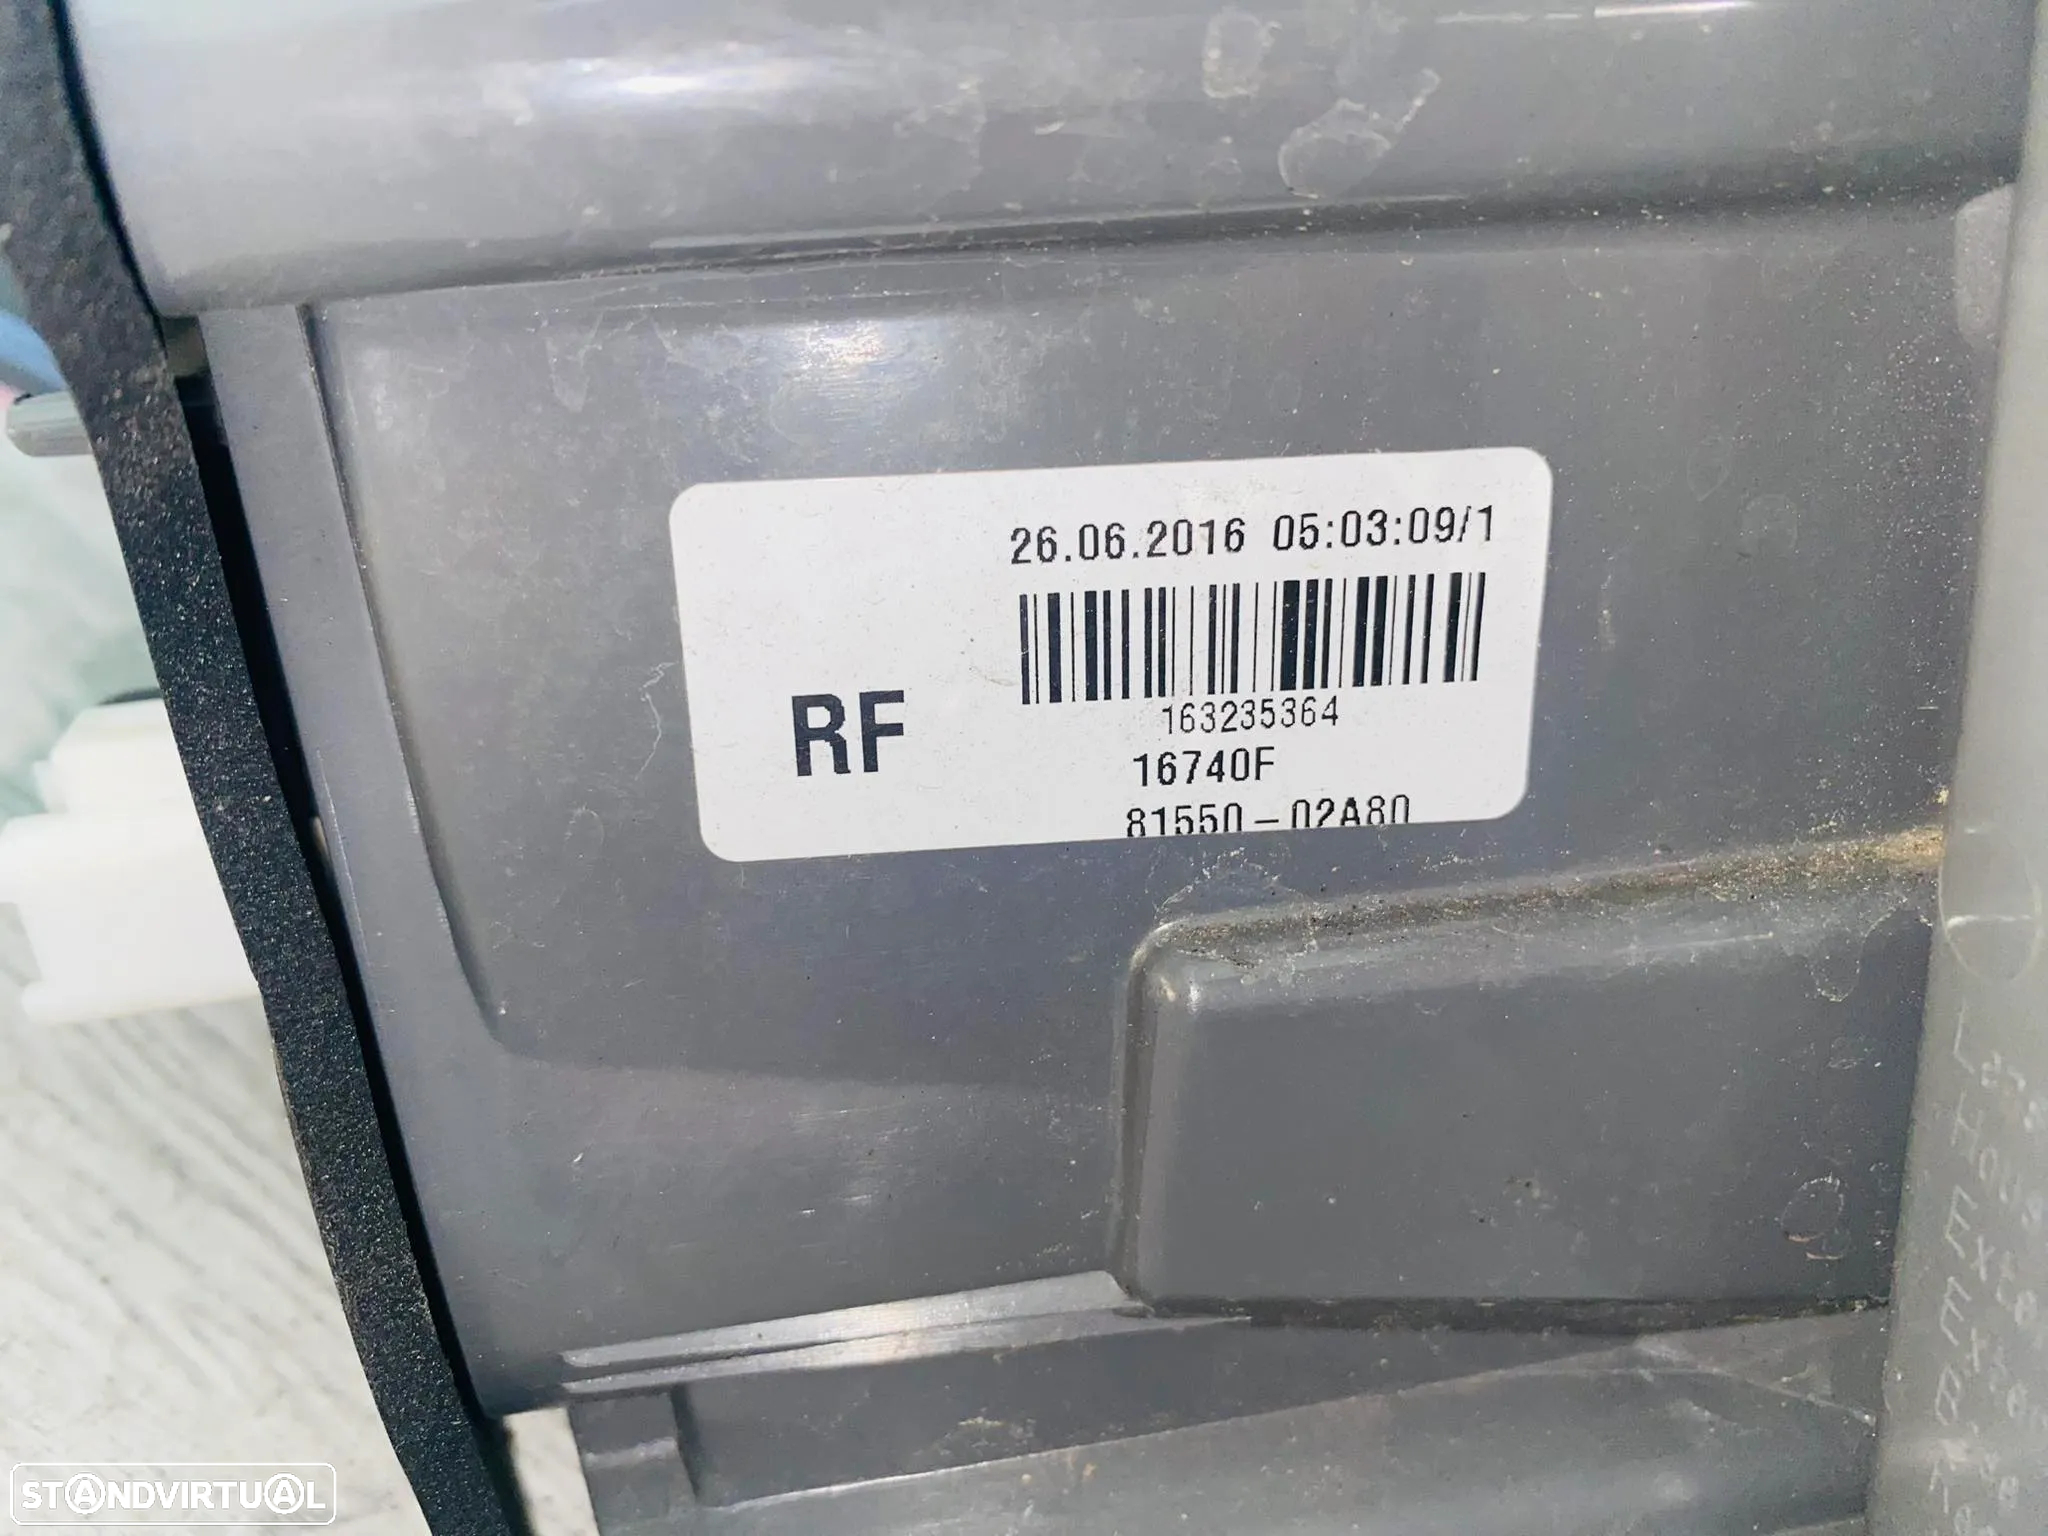 26.06.2016 05:03:09/1
163235364
RF
16740F
81550-02A80
STANDVIRTUAL